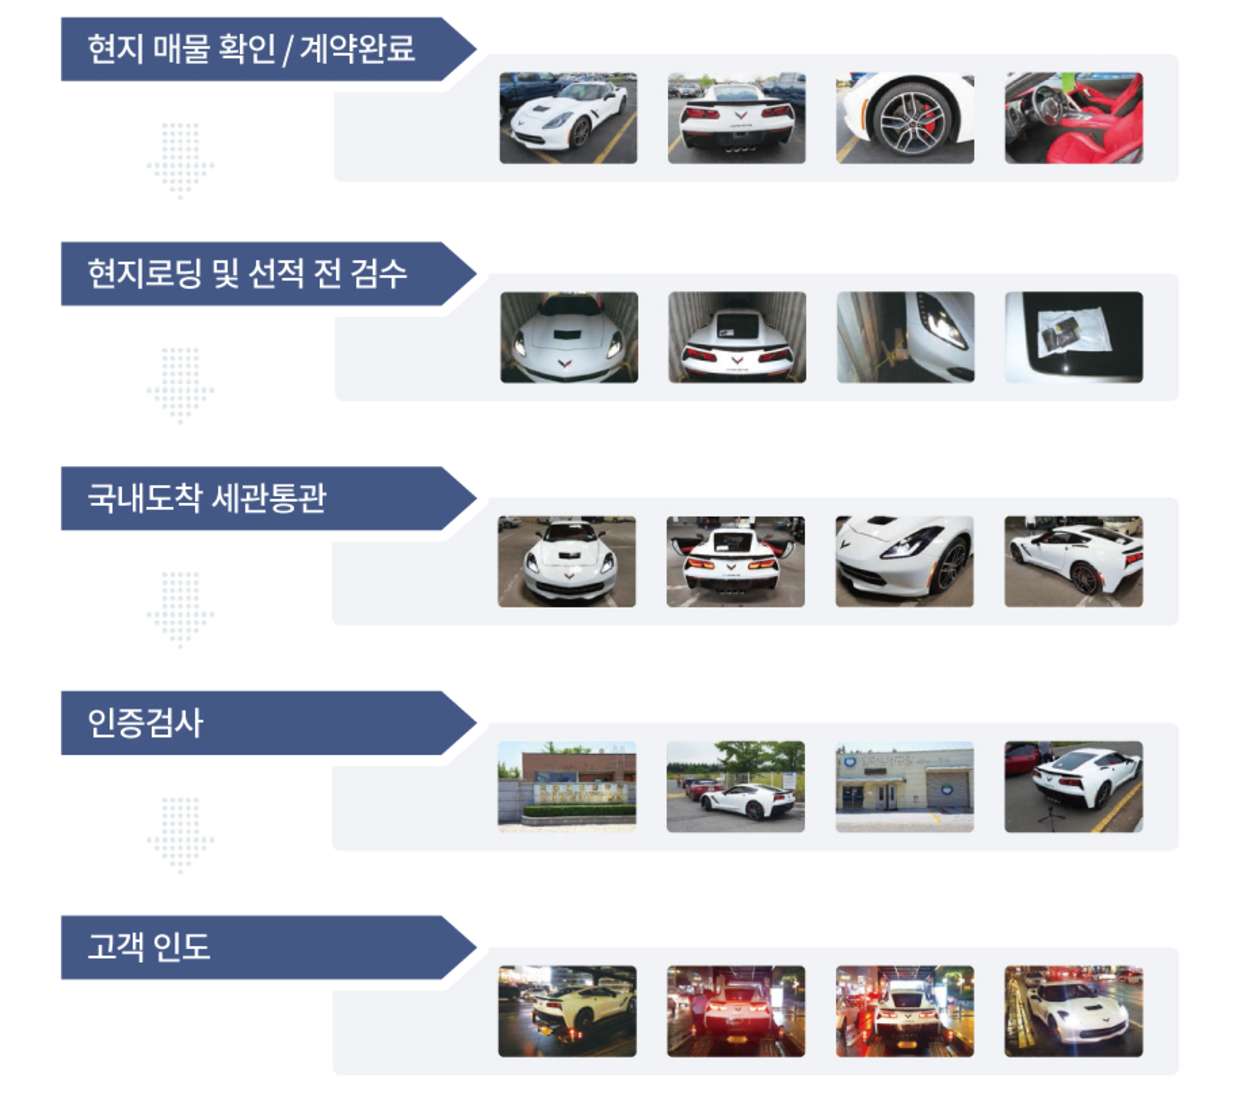 현지 매물 확인 / 계약완료
현지로딩 및 선적 전 검수
국내도착 세관통관
인증검사
고객 인도